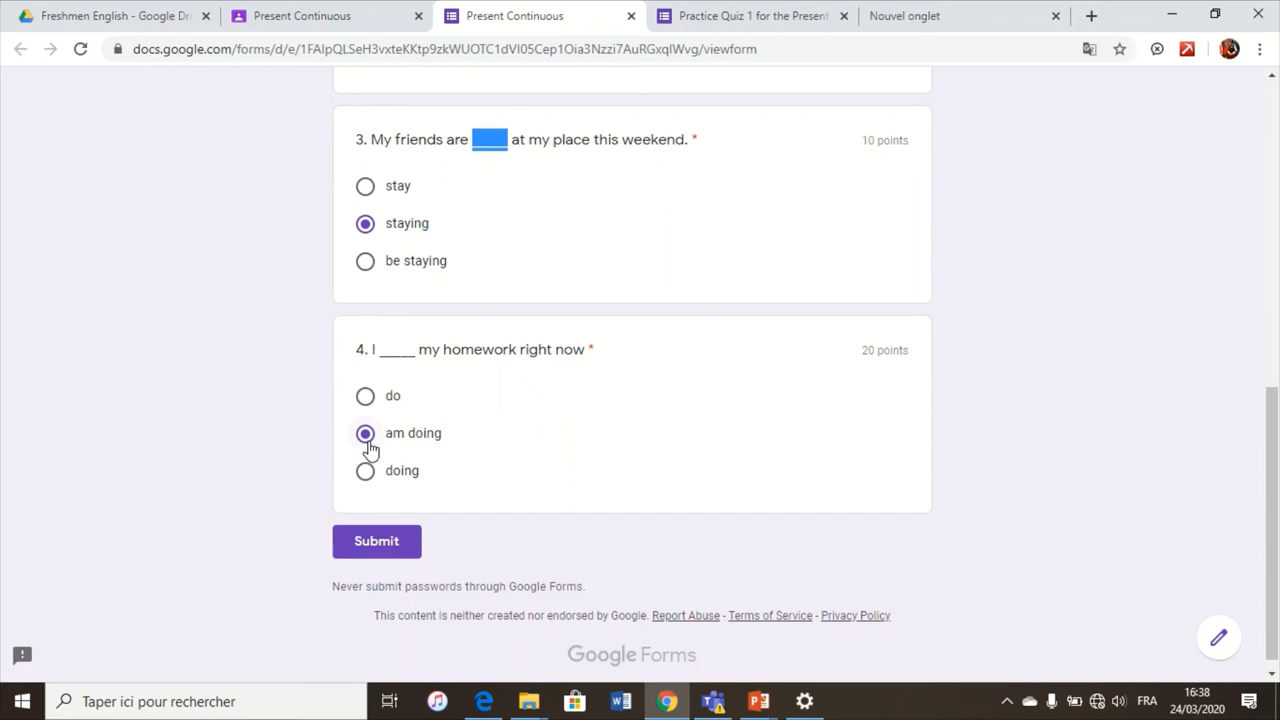 Freshmen English - Google D
Present Continuous
Present Continuous
Practice Quiz 1 for the Present
Nouvel onglet
docs.google.com/forms/d/e/1FAIpQLSeH3vxteKKtp9zkWUOTC1dVI05Cep1Oia3Nzzi7AuRGxqIWvg/viewform
3. My friends are _____ at my place this weekend. *
10 points
stay
staying
be staying
4. I _____ my homework right now *
20 points
do
am doing
doing
Submit
Never submit passwords through Google Forms.
This content is neither created nor endorsed by Google. Report Abuse - Terms of Service - Privacy Policy
Google Forms
Taper ici pour rechercher
FRA
16:38
24/03/2020